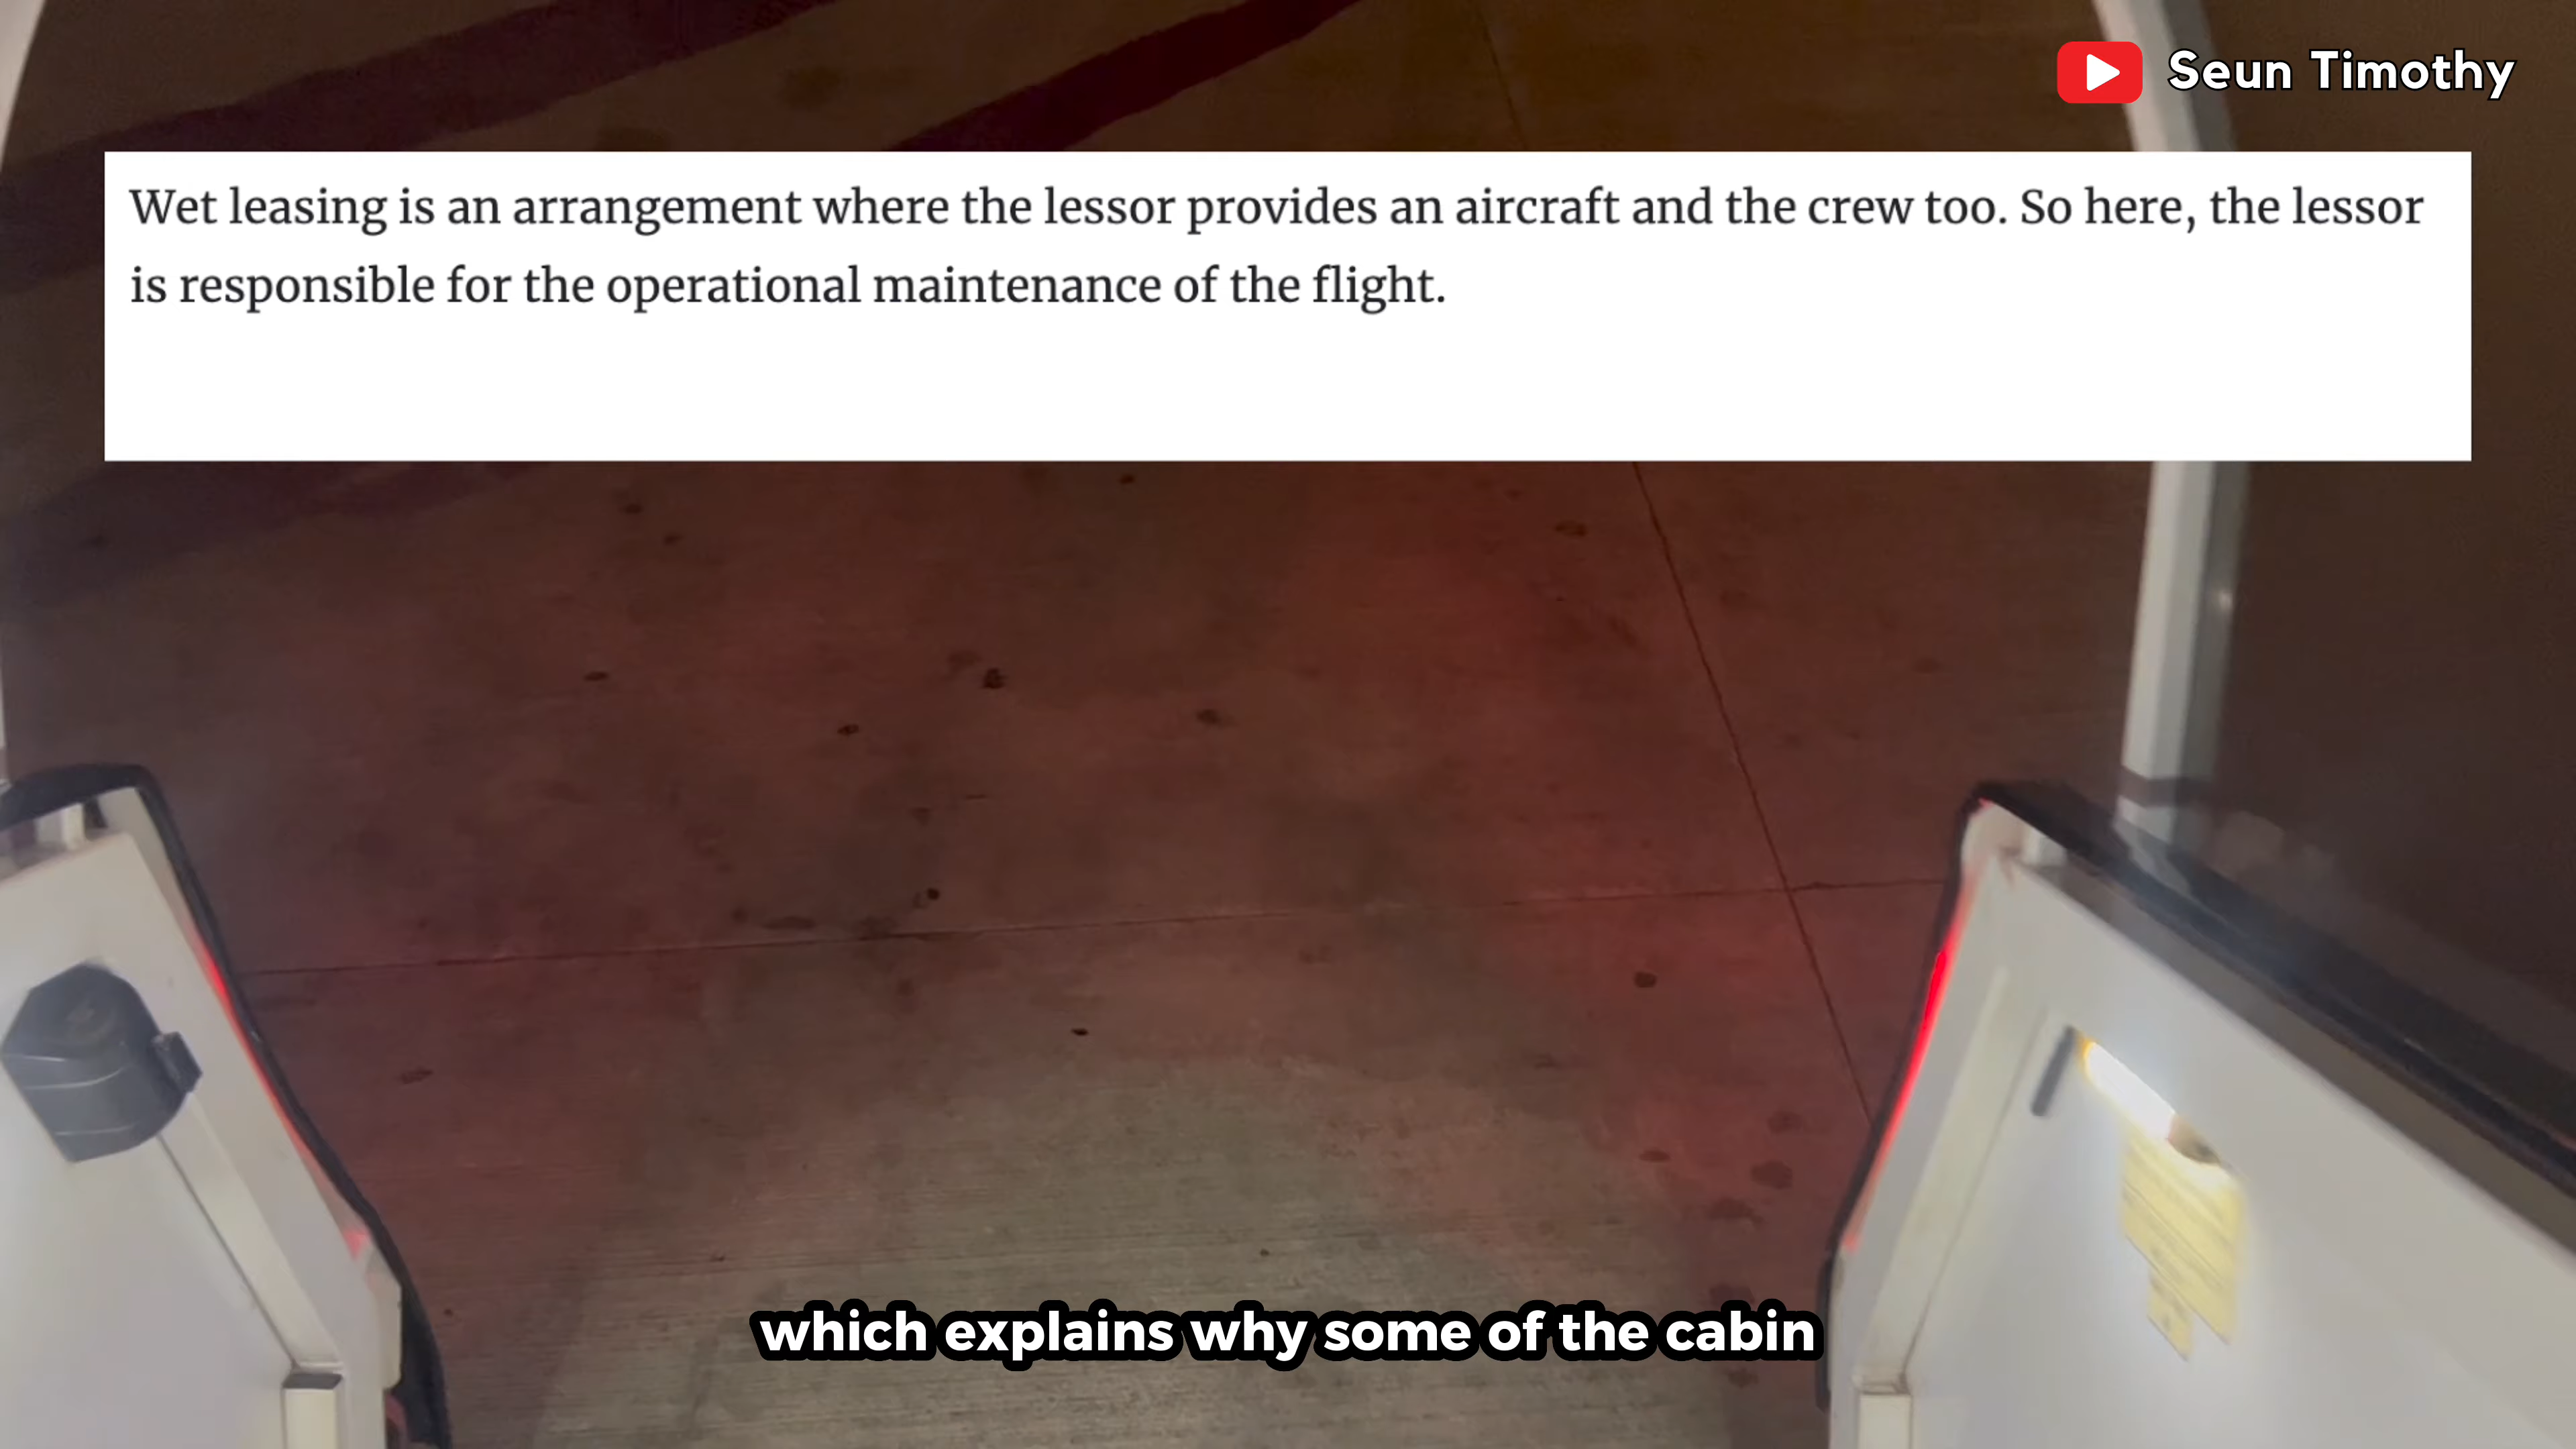 Seun Timothy
Wet leasing is an arrangement where the lessor provides an aircraft and the crew too. So here, the lessor
is responsible for the operational maintenance of the flight.
which explains why some of the cabin